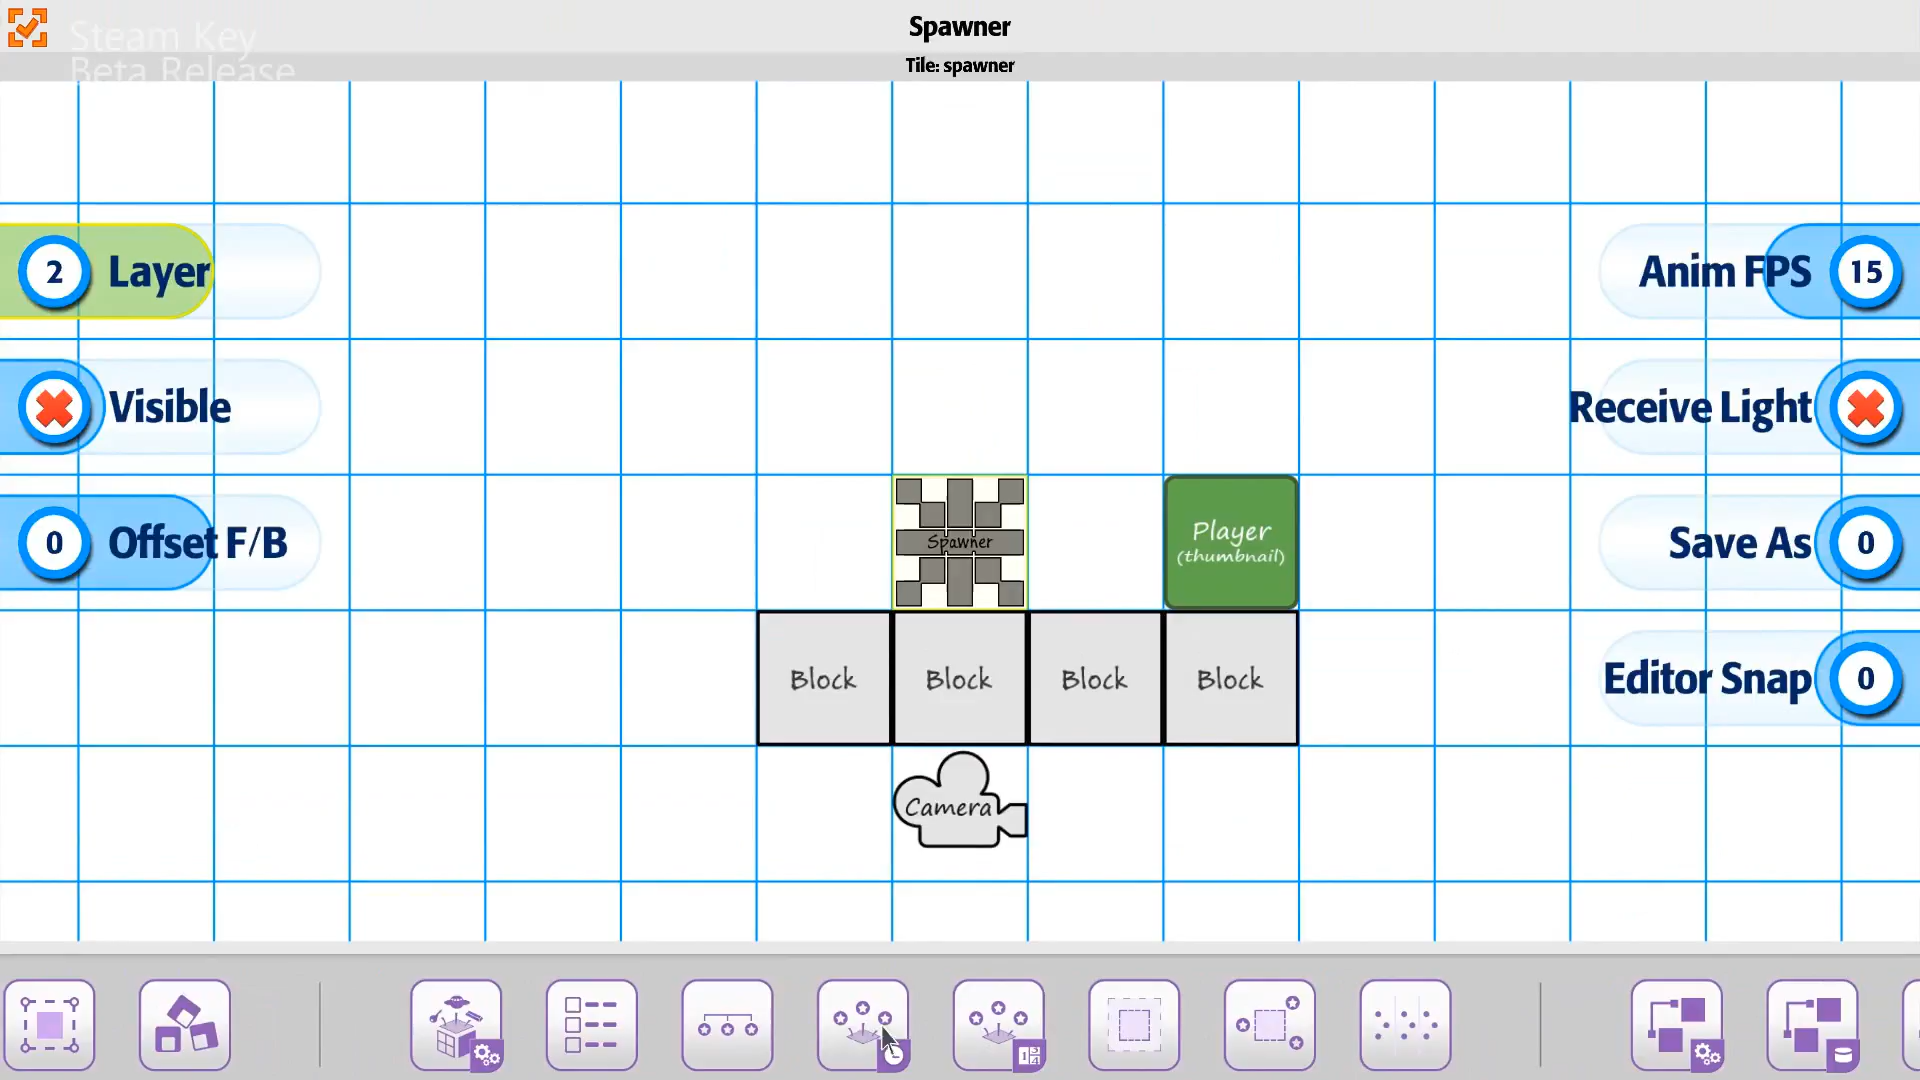 Spawner
Steam Key
Beta Release
Tile: spawner
2 Layer
Anim FPS 15
Visible
Receive Light
0 Offset F/B
Save As 0
Editor Snap 0
Spawner
Player
(thumbnail)
Block
Block
Block
Block
Camera